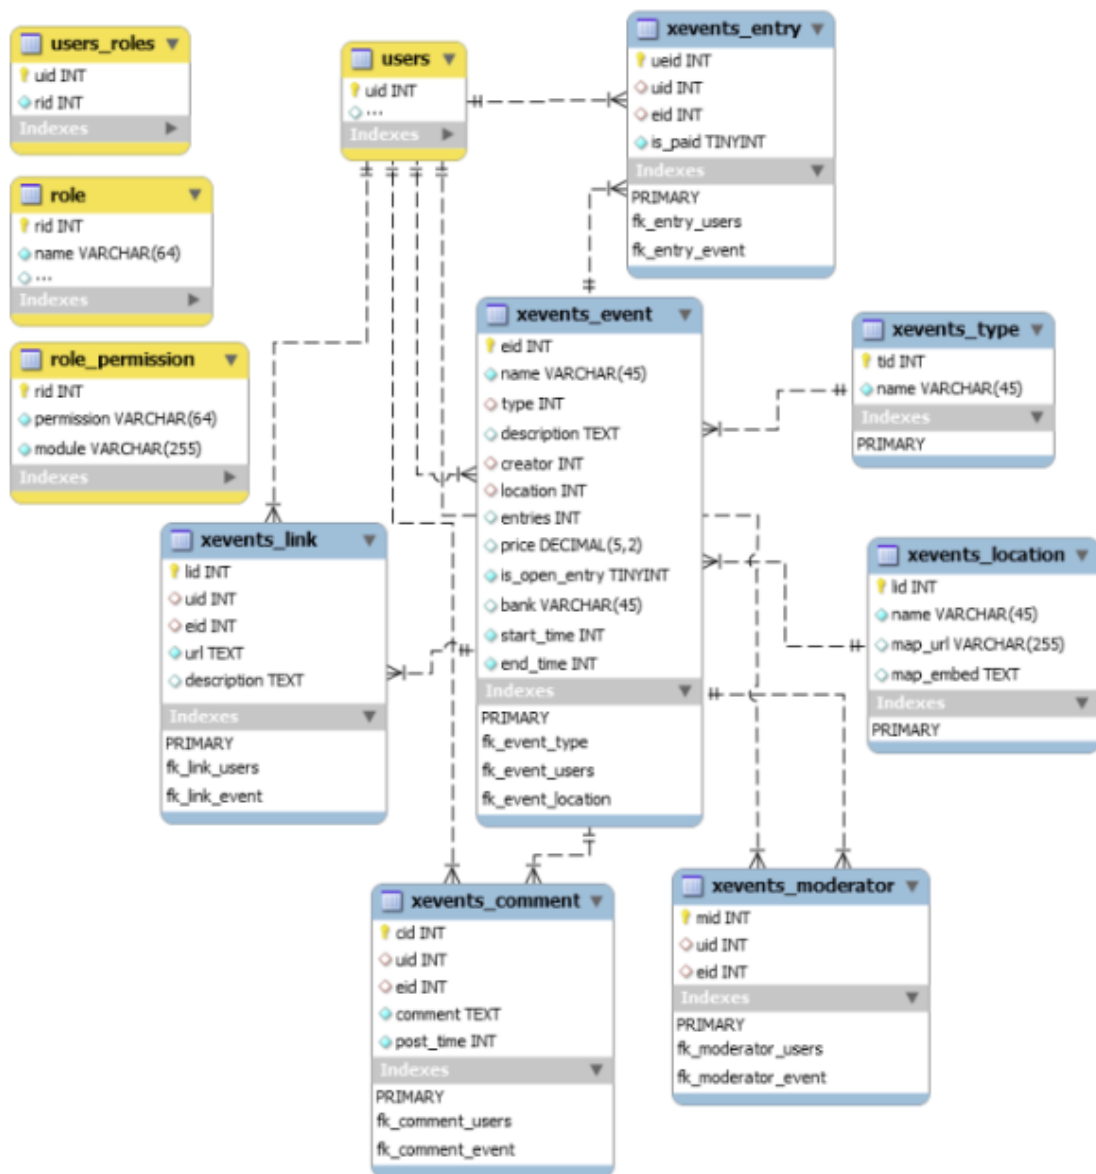 users_roles
uid INT
rid INT
Indexes
role
rid INT
name VARCHAR(64)
...
Indexes
role_permission
rid INT
permission VARCHAR(64)
module VARCHAR(255)
Indexes
users
uid INT
...
Indexes
xevents_entry
ueid INT
uid INT
eid INT
is_paid TINYINT
Indexes
PRIMARY
fk_entry_users
fk_entry_event
xevents_event
eid INT
name VARCHAR(45)
type INT
description TEXT
creator INT
location INT
entries INT
price DECIMAL(5,2)
is_open_entry TINYINT
bank VARCHAR(45)
start_time INT
end_time INT
Indexes
PRIMARY
fk_event_type
fk_event_users
fk_event_location
xevents_type
tid INT
name VARCHAR(45)
Indexes
PRIMARY
xevents_link
lid INT
uid INT
eid INT
url TEXT
description TEXT
Indexes
PRIMARY
fk_link_users
fk_link_event
xevents_location
lid INT
name VARCHAR(45)
map_url VARCHAR(255)
map_embed TEXT
Indexes
PRIMARY
xevents_comment
cid INT
uid INT
eid INT
comment TEXT
post_time INT
Indexes
PRIMARY
fk_comment_users
fk_comment_event
xevents_moderator
mid INT
uid INT
eid INT
Indexes
PRIMARY
fk_moderator_users
fk_moderator_event